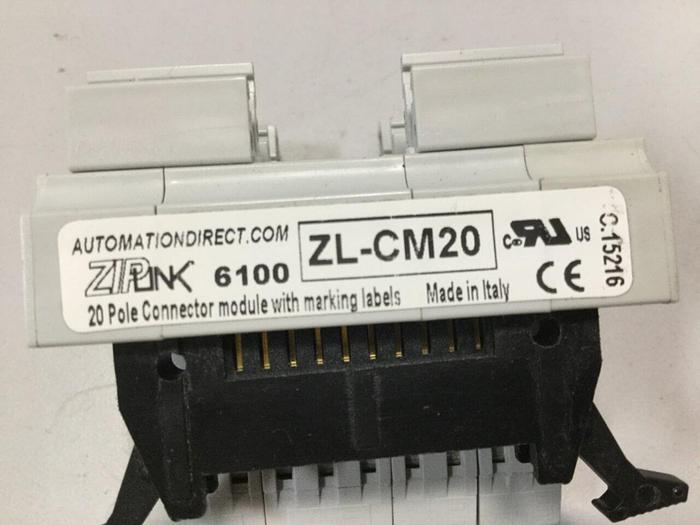 AUTOMATIONDIRECT.COM
ZIPLINK 6100
ZL-CM20
20 Pole Connector module with marking labels Made in Italy
C RU US
CE
C.15216